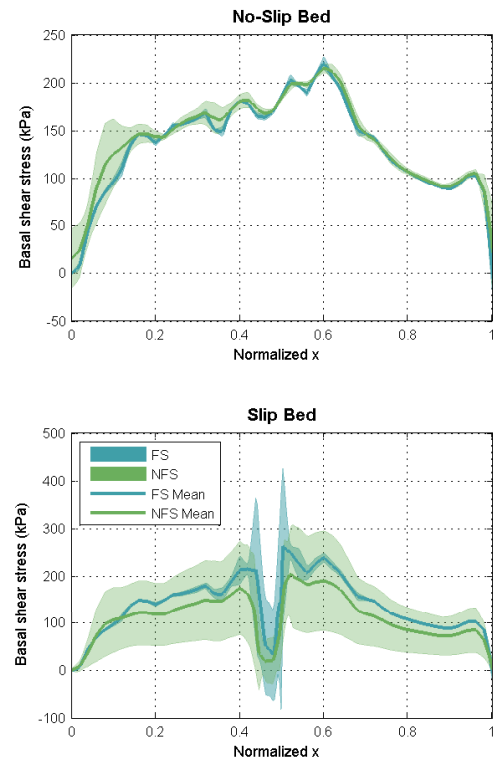 No-Slip Bed
250
200
150
100
50
0
-50
Basal shear stress (kPa)
0 0.2 0.4 0.6 0.8 1
Normalized x
Slip Bed
500
400
300
200
100
0
-100
Basal shear stress (kPa)
FS
NFS
FS Mean
NFS Mean
0 0.2 0.4 0.6 0.8 1
Normalized x